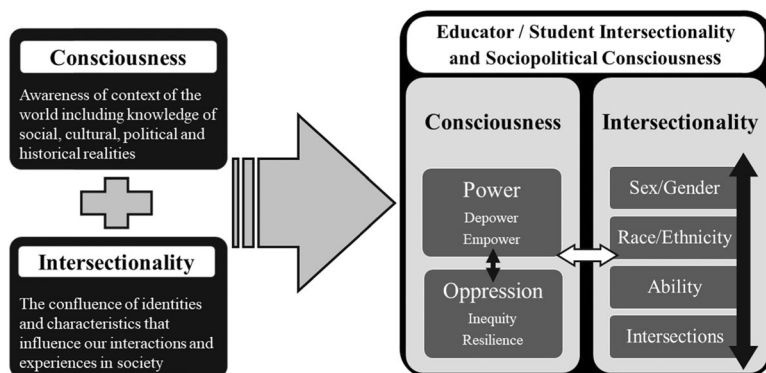 Consciousness
Awareness of context of the
world including knowledge of
social, cultural, political and
historical realities
Intersectionality
The confluence of identities
and characteristics that
influence our interactions and
experiences in society
Educator / Student Intersectionality
and Sociopolitical Consciousness
Consciousness
Power
Depower
Empower
Oppression
Inequity
Resilience
Intersectionality
Sex/Gender
Race/Ethnicity
Ability
Intersections